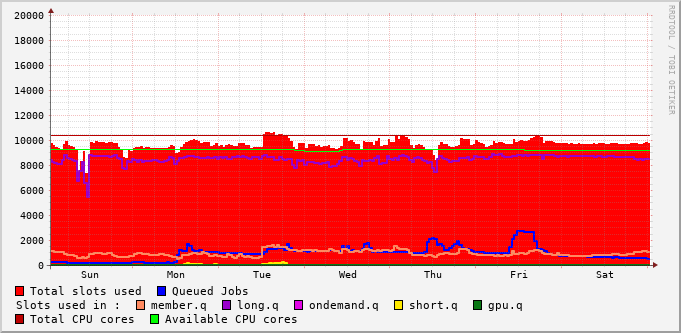 20000
18000
16000
14000
12000
10000
8000
6000
4000
2000
0
Sun Mon Tue Wed Thu Fri Sat
RRDTOOL / TOBI OETIKER
Total slots used Queued Jobs
Slots used in : member.q long.q ondemand.q short.q gpu.q
Total CPU cores Available CPU cores